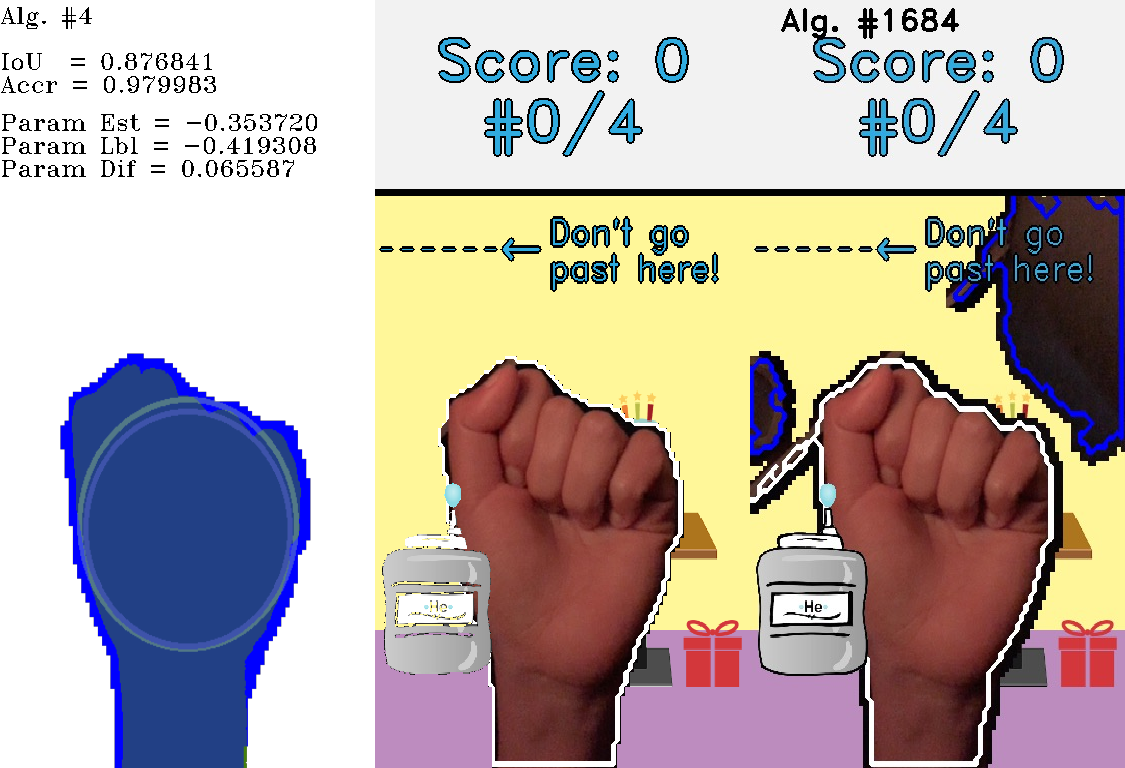 Alg. #4
IoU = 0.876841
Accr = 0.979983
Param Est = -0.353720
Param Lbl = -0.419308
Param Dif = 0.065587
Score: 0
#0/4
Don't go
past here!
He
Alg. #1684
Score: 0
#0/4
Don't go
past here!
He